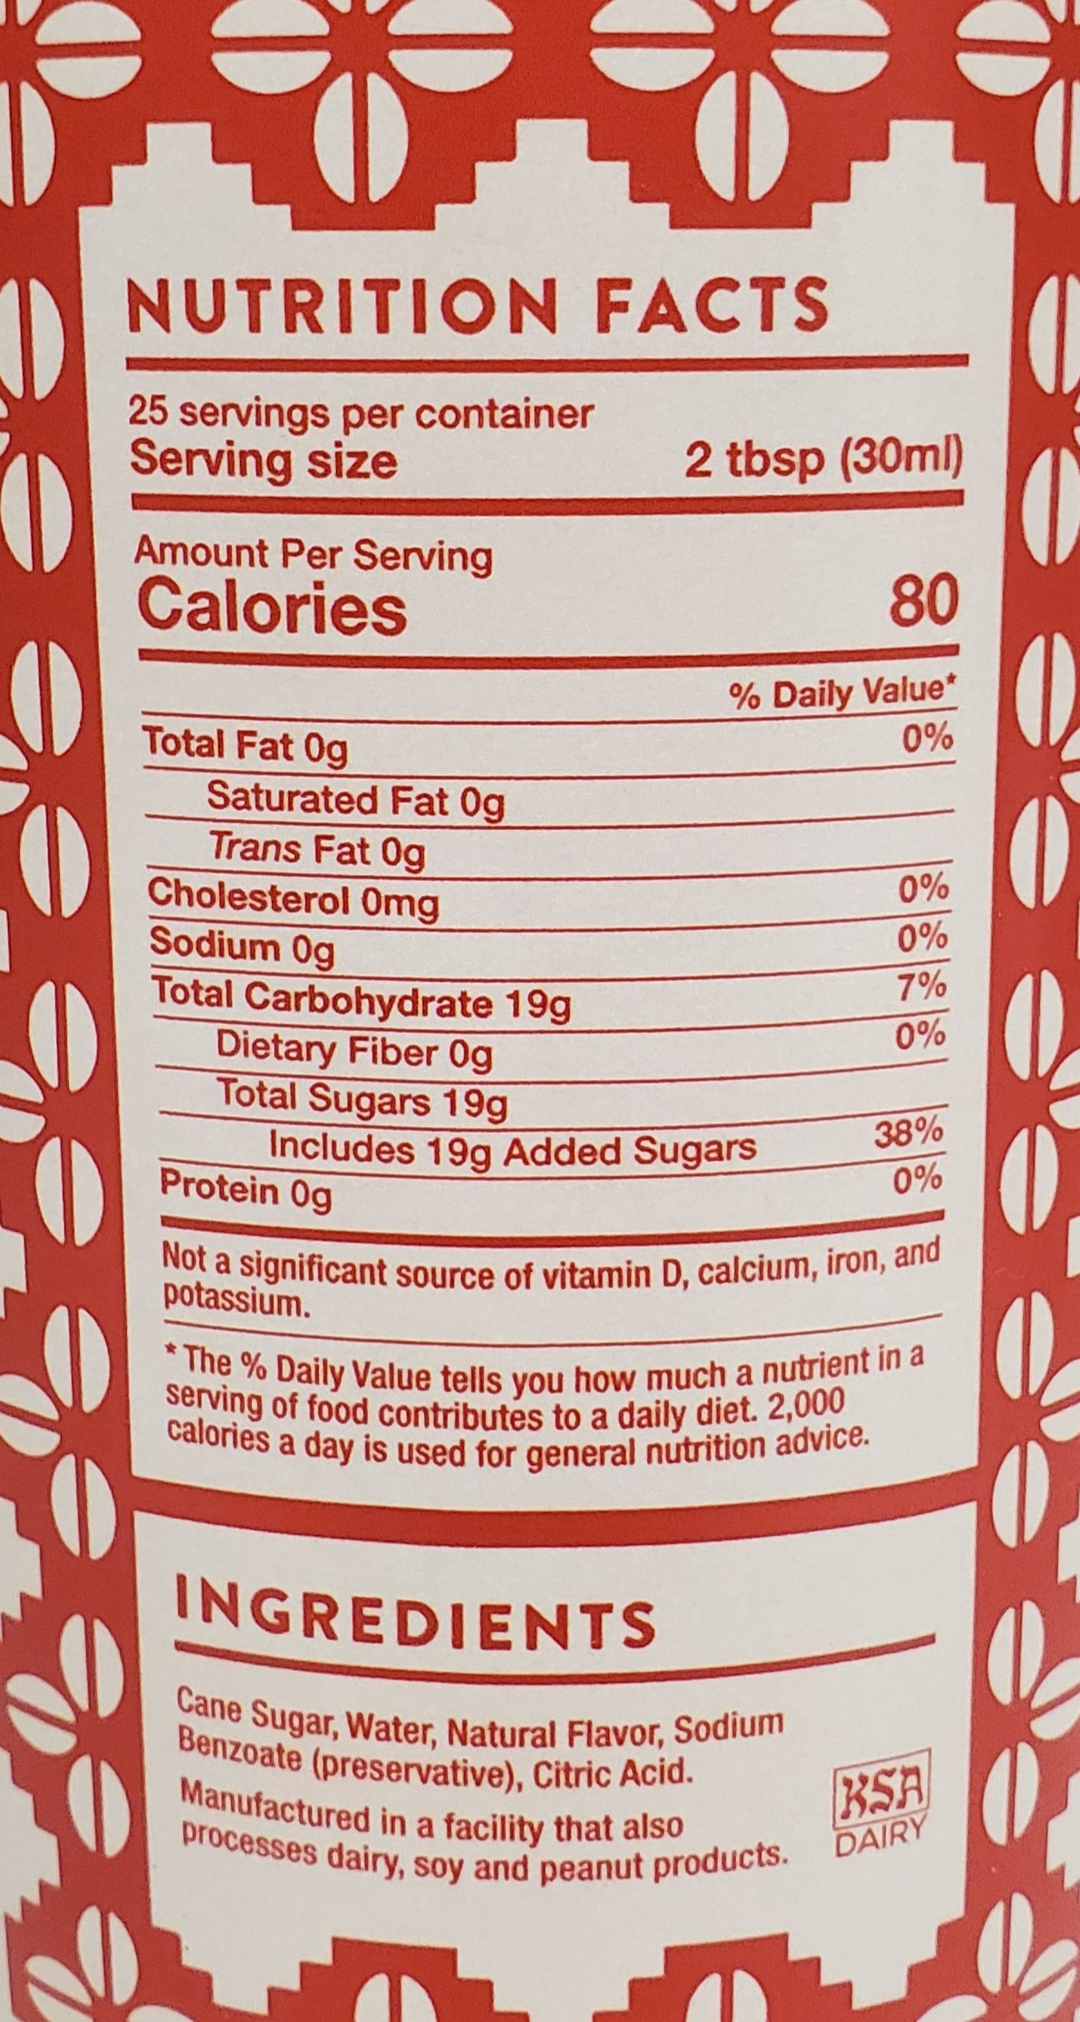 NUTRITION FACTS
25 servings per container
Serving size 2 tbsp (30ml)
Amount Per Serving
Calories 80
% Daily Value*
Total Fat 0g 0%
Saturated Fat 0g
Trans Fat 0g
Cholesterol 0mg 0%
Sodium 0g 0%
Total Carbohydrate 19g 7%
Dietary Fiber 0g 0%
Total Sugars 19g
Includes 19g Added Sugars 38%
Protein 0g 0%
Not a significant source of vitamin D, calcium, iron, and
potassium.
* The % Daily Value tells you how much a nutrient in a
serving of food contributes to a daily diet. 2,000
calories a day is used for general nutrition advice.
INGREDIENTS
Cane Sugar, Water, Natural Flavor, Sodium
Benzoate (preservative), Citric Acid.
Manufactured in a facility that also
processes dairy, soy and peanut products.
KSA
DAIRY